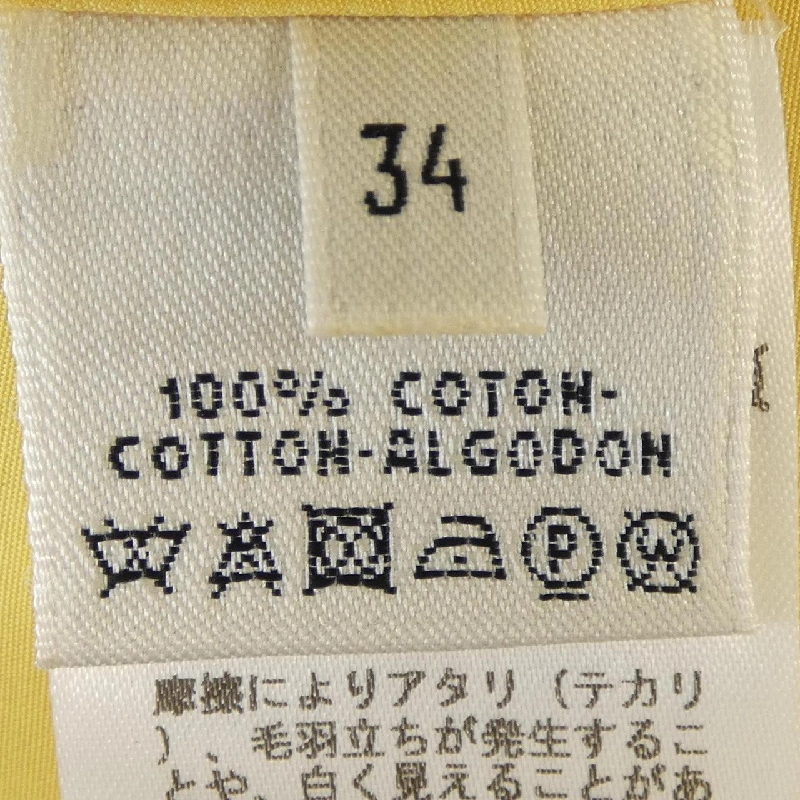 34
100% COTON-
COTTON-ALGODON
P W
摩擦によりアタリ（テカリ
）、毛羽立ちが発生するこ
とや、白く見えることがあ